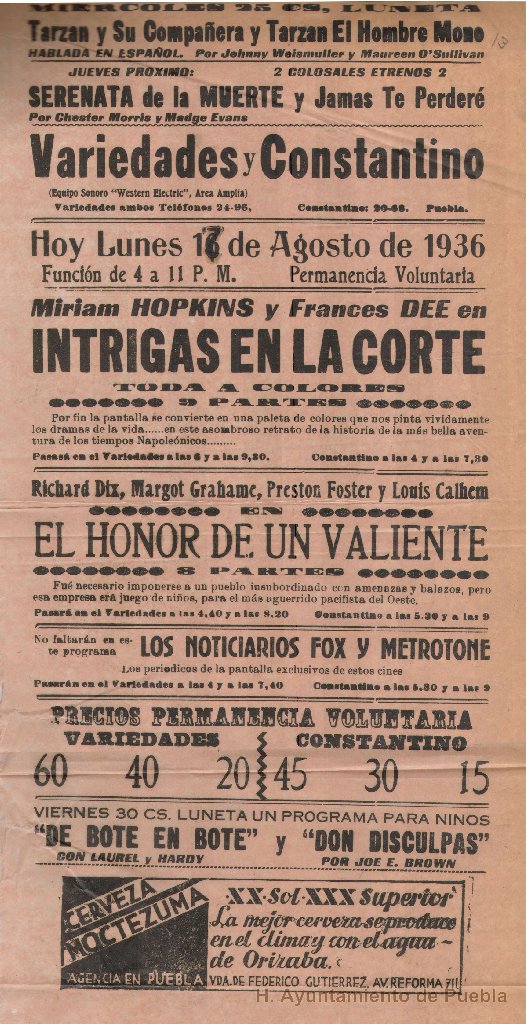 MIERCOLES 25 CS. LUNETA
Tarzan y Su Compañera y Tarzan El Hombre Mono
HABLADA EN ESPAÑOL. Por Johnny Weismuller y Maureen O'Sullivan
JUEVES PROXIMO: 2 COLOSALES ETRENOS 2
SERENATA de la MUERTE y Jamas Te Perderé
Por Chester Morris y Madge Evans
Variedades y Constantino
(Equipo Sonoro "Western Electric", Area Amplia)
Variedades ambos Teléfonos 24-96, Constantino: 20-68. Puebla.
Hoy Lunes 17 de Agosto de 1936
Función de 4 a 11 P. M. Permanencia Voluntaria
Miriam HOPKINS y Frances DEE en
INTRIGAS EN LA CORTE
TODA A COLORES
9 PARTES
Por fin la pantalla se convierte en una paleta de colores que nos pinta vividamente
los dramas de la vida......en este asombroso retrato de la historia de la más bella aven-
tura de los tiempos Napoleónicos.........
Pasará en el Variedades a las 6 y a las 9,30. Constantino a las 4 y a las 7,30
Richard Dix, Margot Grahame, Preston Foster y Louis Calhem
EN
EL HONOR DE UN VALIENTE
8 PARTES
Fué necesario imponerse a un pueblo insubordinado con amenazas y balazos, pero
esa empresa erá juego de niños, para el más aguerrido pacifista del Oeste.
Pasará en el Variedades a las 4,40 y a las 8.20 Constantino a las 5.30 y a las 9
No faltarán en es-
te programa LOS NOTICIARIOS FOX Y METROTONE
Los periodicos de la pantalla exclusivos de estos cines
Pasarán en el Variedades a las 4 y a las 7,40 Constantino a las 5.30 y a las 9
PRECIOS PERMANENCIA VOLUNTARIA
VARIEDADES CONSTANTINO
60 40 20 45 30 15
VIERNES 30 CS. LUNETA UN PROGRAMA PARA NINOS
"DE BOTE EN BOTE" y "DON DISCULPAS"
CON LAUREL y HARDY POR JOE E. BROWN
CERVEZA
MOCTEZUMA
AGENCIA EN PUEBLA
XX-Sol-XXX Superior
La mejor cerveza se produce
en el clima y con el agua
de Orizaba.
VDA. DE FEDERICO GUTIERREZ, AV. REFORMA 711
H. Ayuntamiento de Puebla
13